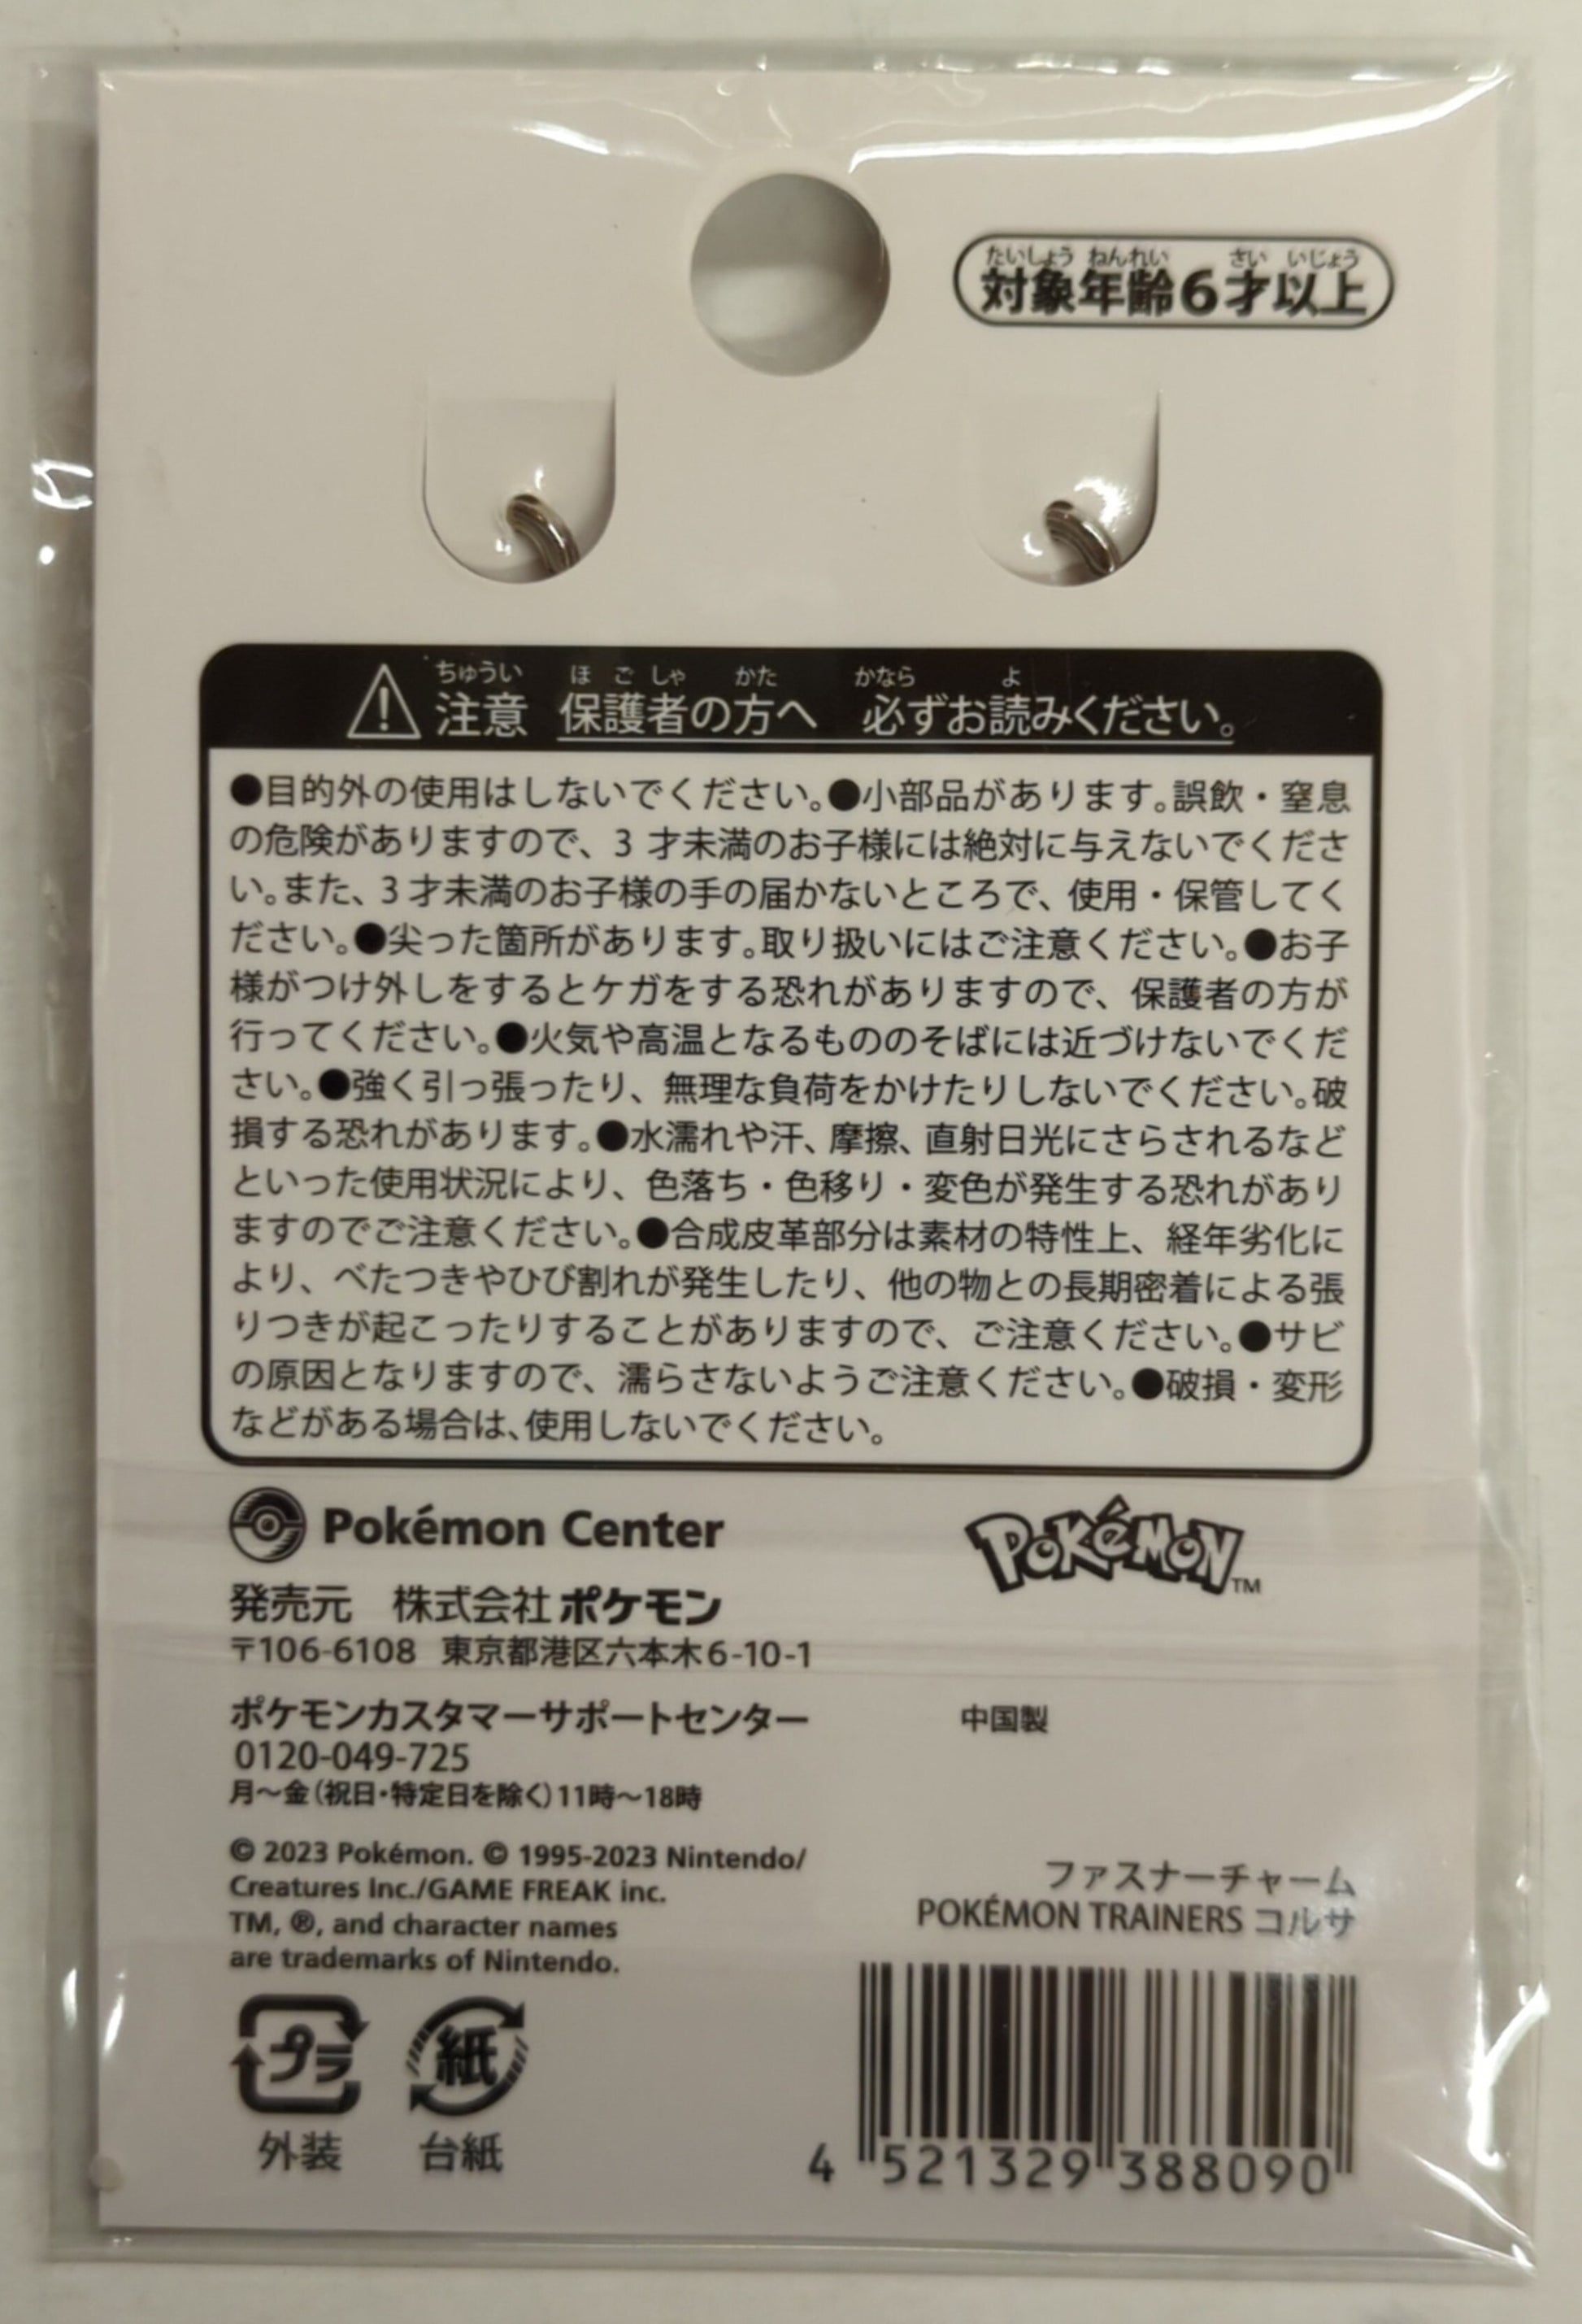 たいしょう ねんれい さい いじょう
対象年齢6才以上
ちゅうい ほごしゃ かた かなら よ
注意 保護者の方へ 必ずお読みください。
●目的外の使用はしないでください。●小部品があります。誤飲・窒息
の危険がありますので、3 才未満のお子様には絶対に与えないでくださ
い。また、3才未満のお子様の手の届かないところで、使用・保管してく
ださい。●尖った箇所があります。取り扱いにはご注意ください。●お子
様がつけ外しをするとケガをする恐れがありますので、保護者の方が
行ってください。●火気や高温となるもののそばには近づけないでくだ
さい。●強く引っ張ったり、無理な負荷をかけたりしないでください。破
損する恐れがあります。●水濡れや汗、摩擦、直射日光にさらされるなど
といった使用状況により、色落ち・色移り・変色が発生する恐れがあり
ますのでご注意ください。●合成皮革部分は素材の特性上、経年劣化に
より、べたつきやひび割れが発生したり、他の物との長期密着による張
りつきが起こったりすることがありますので、ご注意ください。●サビ
の原因となりますので、濡らさないようご注意ください。●破損・変形
などがある場合は、使用しないでください。
Pokémon Center
POKéMON TM
発売元 株式会社ポケモン
〒106-6108 東京都港区六本木6-10-1
ポケモンカスタマーサポートセンター
0120-049-725
月〜金（祝日・特定日を除く）11時〜18時
中国製
© 2023 Pokémon. © 1995-2023 Nintendo/
Creatures Inc./GAME FREAK inc.
TM, ®, and character names
are trademarks of Nintendo.
ファスナーチャーム
POKÉMON TRAINERS コルサ
プラ
外装
紙
台紙
4 521329 388090